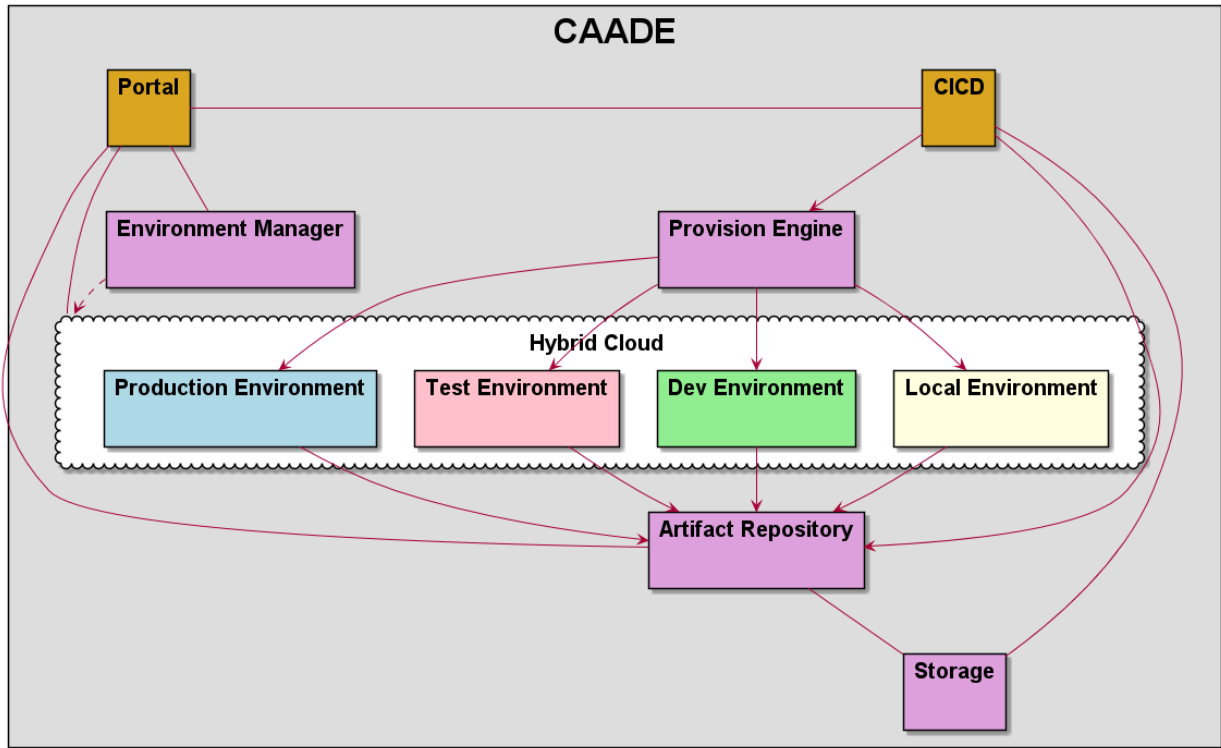 CAADE
Portal
CICD
Environment Manager
Provision Engine
Hybrid Cloud
Production Environment
Test Environment
Dev Environment
Local Environment
Artifact Repository
Storage